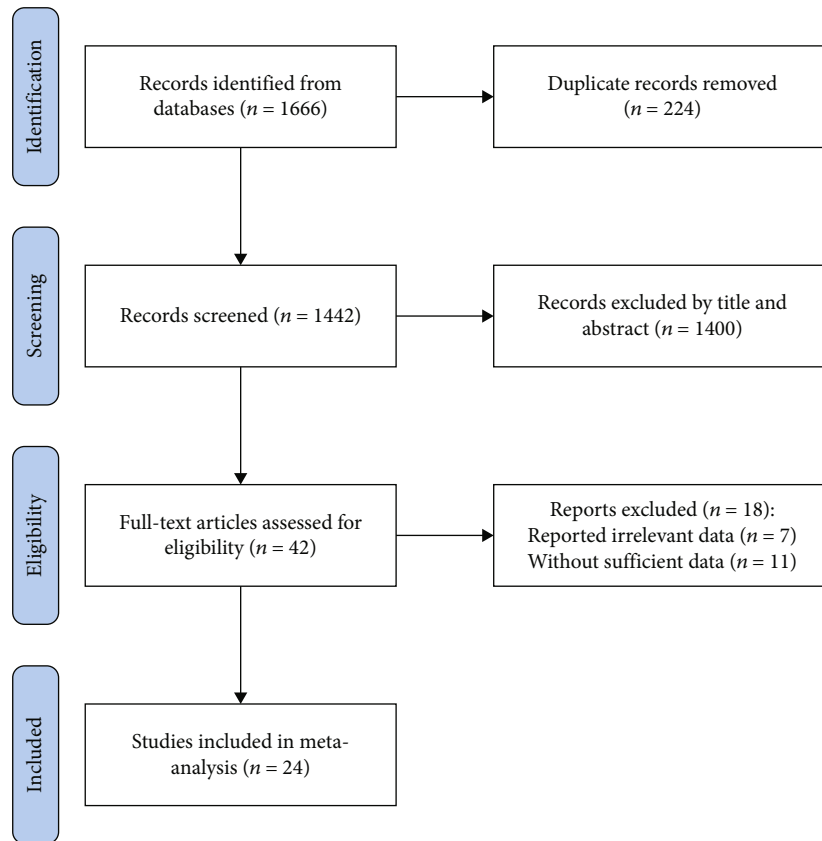 Identification
Records identified from
databases (n = 1666)
Duplicate records removed
(n = 224)
Screening
Records screened (n = 1442)
Records excluded by title and
abstract (n = 1400)
Eligibility
Full-text articles assessed for
eligibility (n = 42)
Reports excluded (n = 18):
Reported irrelevant data (n = 7)
Without sufficient data (n = 11)
Included
Studies included in meta-
analysis (n = 24)